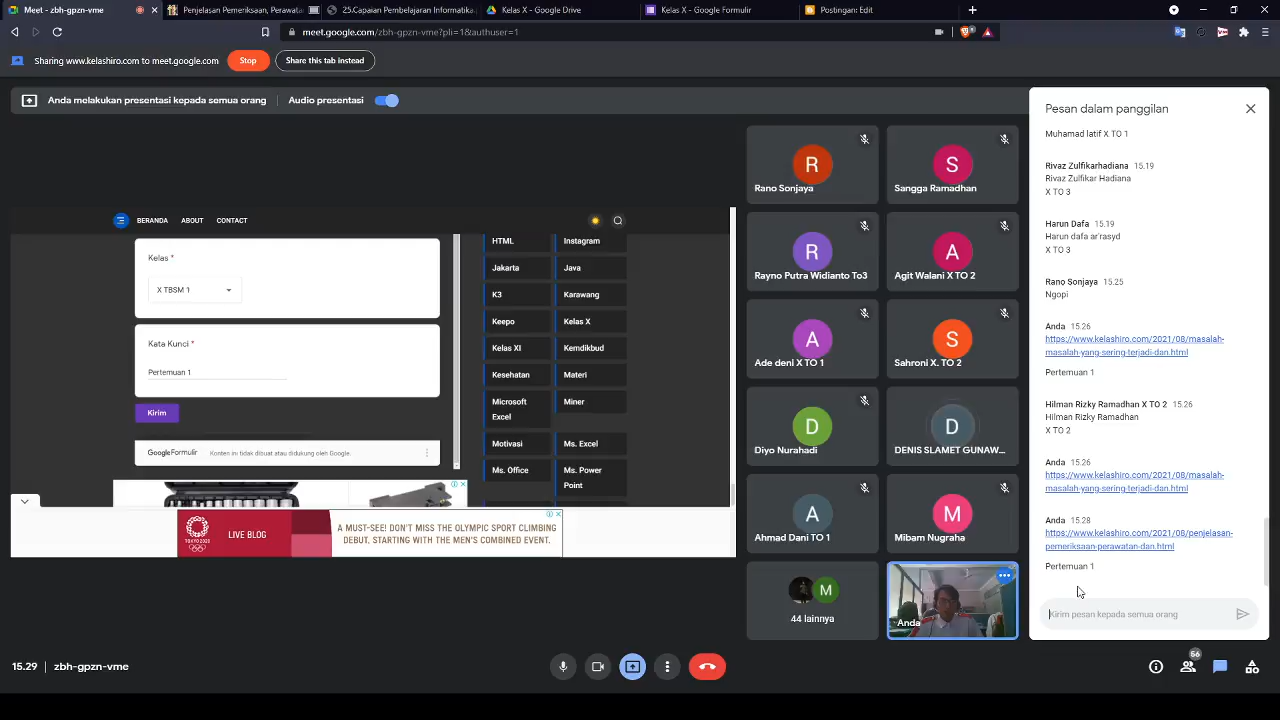 Meet - zbh-gpzn-vme
Penjelasan Pemeriksaan, Perawata
25.Capaian Pembelajaran Informatika
Kelas X - Google Drive
Kelas X - Google Formulir
Postingan: Edit
meet.google.com/zbh-gpzn-vme?pli=1&authuser=1
Sharing www.kelashiro.com to meet.google.com
Stop
Share this tab instead
Anda melakukan presentasi kepada semua orang
Audio presentasi
BERANDA
ABOUT
CONTACT
Kelas *
X TBSM 1
Kata Kunci *
Pertemuan 1
Kirim
Google Formulir
Konten ini tidak dibuat atau didukung oleh Google.
HTML
Instagram
Jakarta
Java
K3
Karawang
Keepo
Kelas X
Kelas XI
Kemdikbud
Kesehatan
Materi
Microsoft
Excel
Miner
Motivasi
Ms. Excel
Ms. Office
Ms. Power
Point
TOKYO 2020
LIVE BLOG
A MUST-SEE! DON'T MISS THE OLYMPIC SPORT CLIMBING
DEBUT, STARTING WITH THE MEN'S COMBINED EVENT.
R
Rano Sonjaya
S
Sangga Ramadhan
R
Rayno Putra Widianto To3
A
Agit Walani X TO 2
A
Ade deni X TO 1
S
Sahroni X. TO 2
D
Diyo Nurahadi
D
DENIS SLAMET GUNAW...
A
Ahmad Dani TO 1
M
Mibam Nugraha
M
44 lainnya
Anda
Pesan dalam panggilan
Muhamad latif X TO 1
Rivaz Zulfikarhadiana 15.19
Rivaz Zulfikar Hadiana
X TO 3
Harun Dafa 15.19
Harun dafa ar'rasyd
X TO 3
Rano Sonjaya 15.25
Ngopi
Anda 15.26
https://www.kelashiro.com/2021/08/masalah-
masalah-yang-sering-terjadi-dan.html
Pertemuan 1
Hilman Rizky Ramadhan X TO 2 15.26
Hilman Rizky Ramadhan
X TO 2
Anda 15.26
https://www.kelashiro.com/2021/08/masalah-
masalah-yang-sering-terjadi-dan.html
Anda 15.28
https://www.kelashiro.com/2021/08/penjelasan-
pemeriksaan-perawatan-dan.html
Pertemuan 1
Kirim pesan kepada semua orang
15.29
zbh-gpzn-vme
56